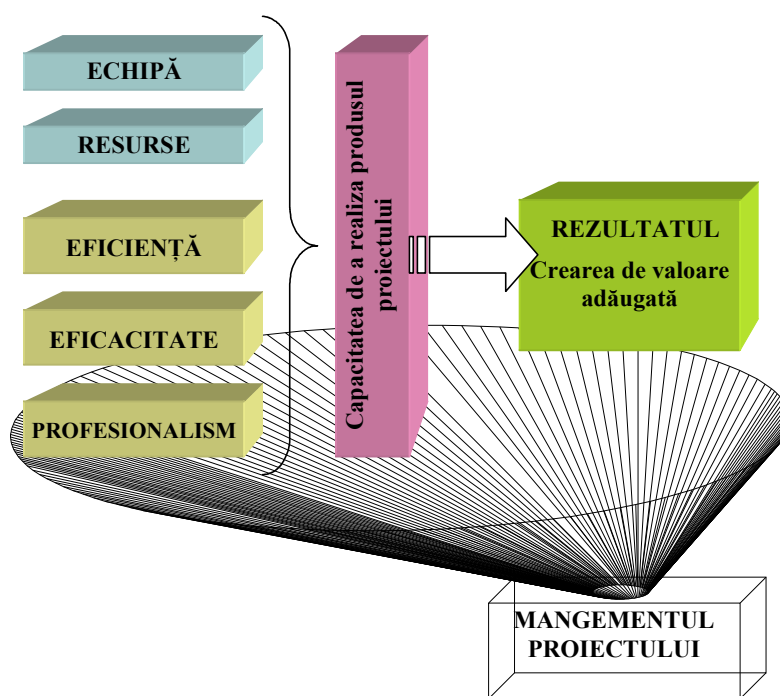 ECHIPĂ
RESURSE
EFICIENȚĂ
EFICACITATE
PROFESIONALISM
Capacitatea de a realiza produsul
proiectului
REZULTATUL
Crearea de valoare
adăugată
MANGEMENTUL
PROIECTULUI